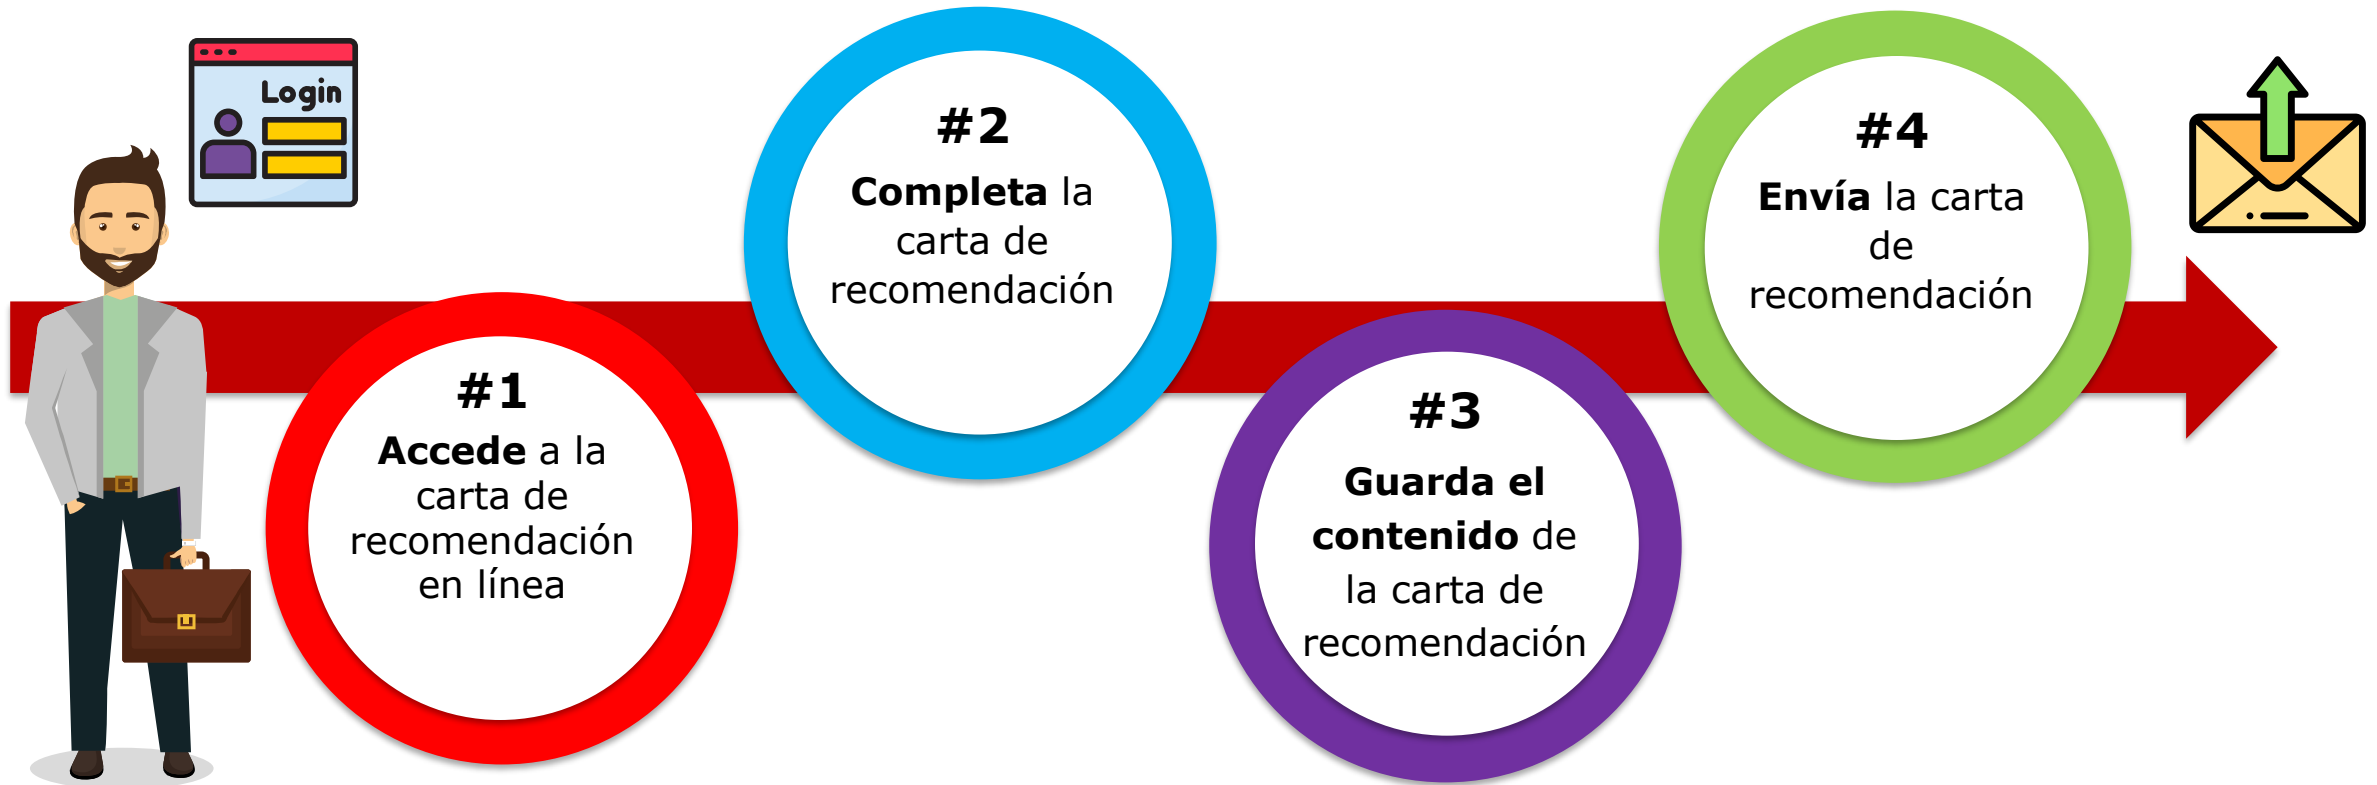 Login
#1
Accede a la
carta de
recomendación
en línea
#2
Completa la
carta de
recomendación
#3
Guarda el
contenido de
la carta de
recomendación
#4
Envía la carta
de
recomendación